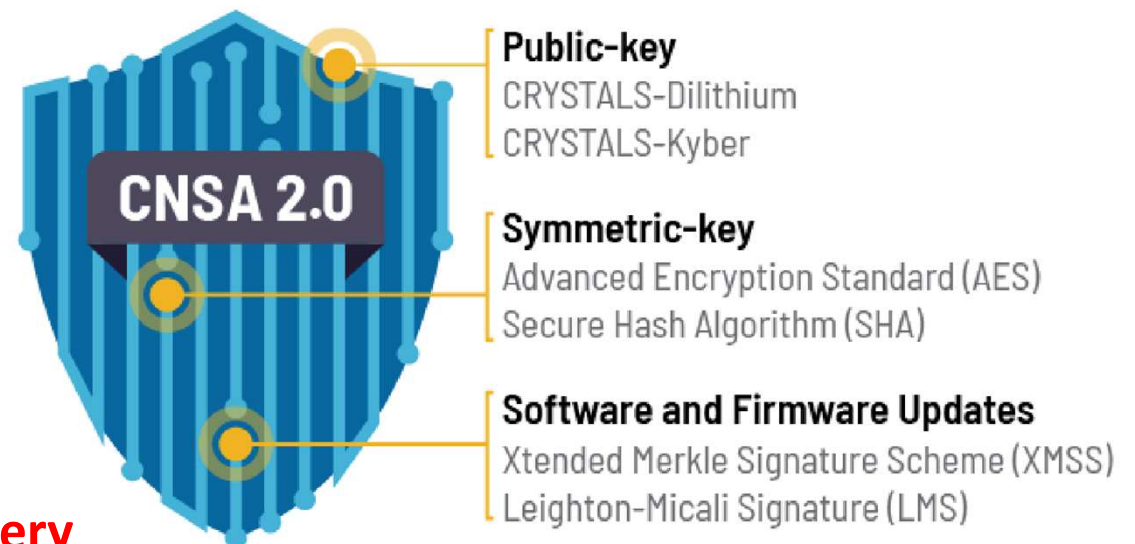 CNSA 2.0
Public-key
CRYSTALS-Dilithium
CRYSTALS-Kyber
Symmetric-key
Advanced Encryption Standard (AES)
Secure Hash Algorithm (SHA)
Software and Firmware Updates
Xtended Merkle Signature Scheme (XMSS)
Leighton-Micali Signature (LMS)
ery